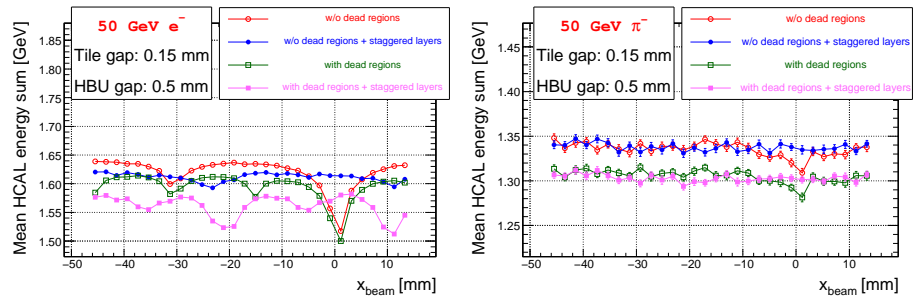 50 GeV e⁻
Tile gap: 0.15 mm
HBU gap: 0.5 mm
w/o dead regions
w/o dead regions + staggered layers
with dead regions
with dead regions + staggered layers
Mean HCAL energy sum [GeV]
1.85
1.80
1.75
1.70
1.65
1.60
1.55
1.50
−50 −40 −30 −20 −10 0 10
x_beam [mm]
50 GeV π⁻
Tile gap: 0.15 mm
HBU gap: 0.5 mm
w/o dead regions
w/o dead regions + staggered layers
with dead regions
with dead regions + staggered layers
Mean HCAL energy sum [GeV]
1.45
1.40
1.35
1.30
1.25
−50 −40 −30 −20 −10 0 10
x_beam [mm]